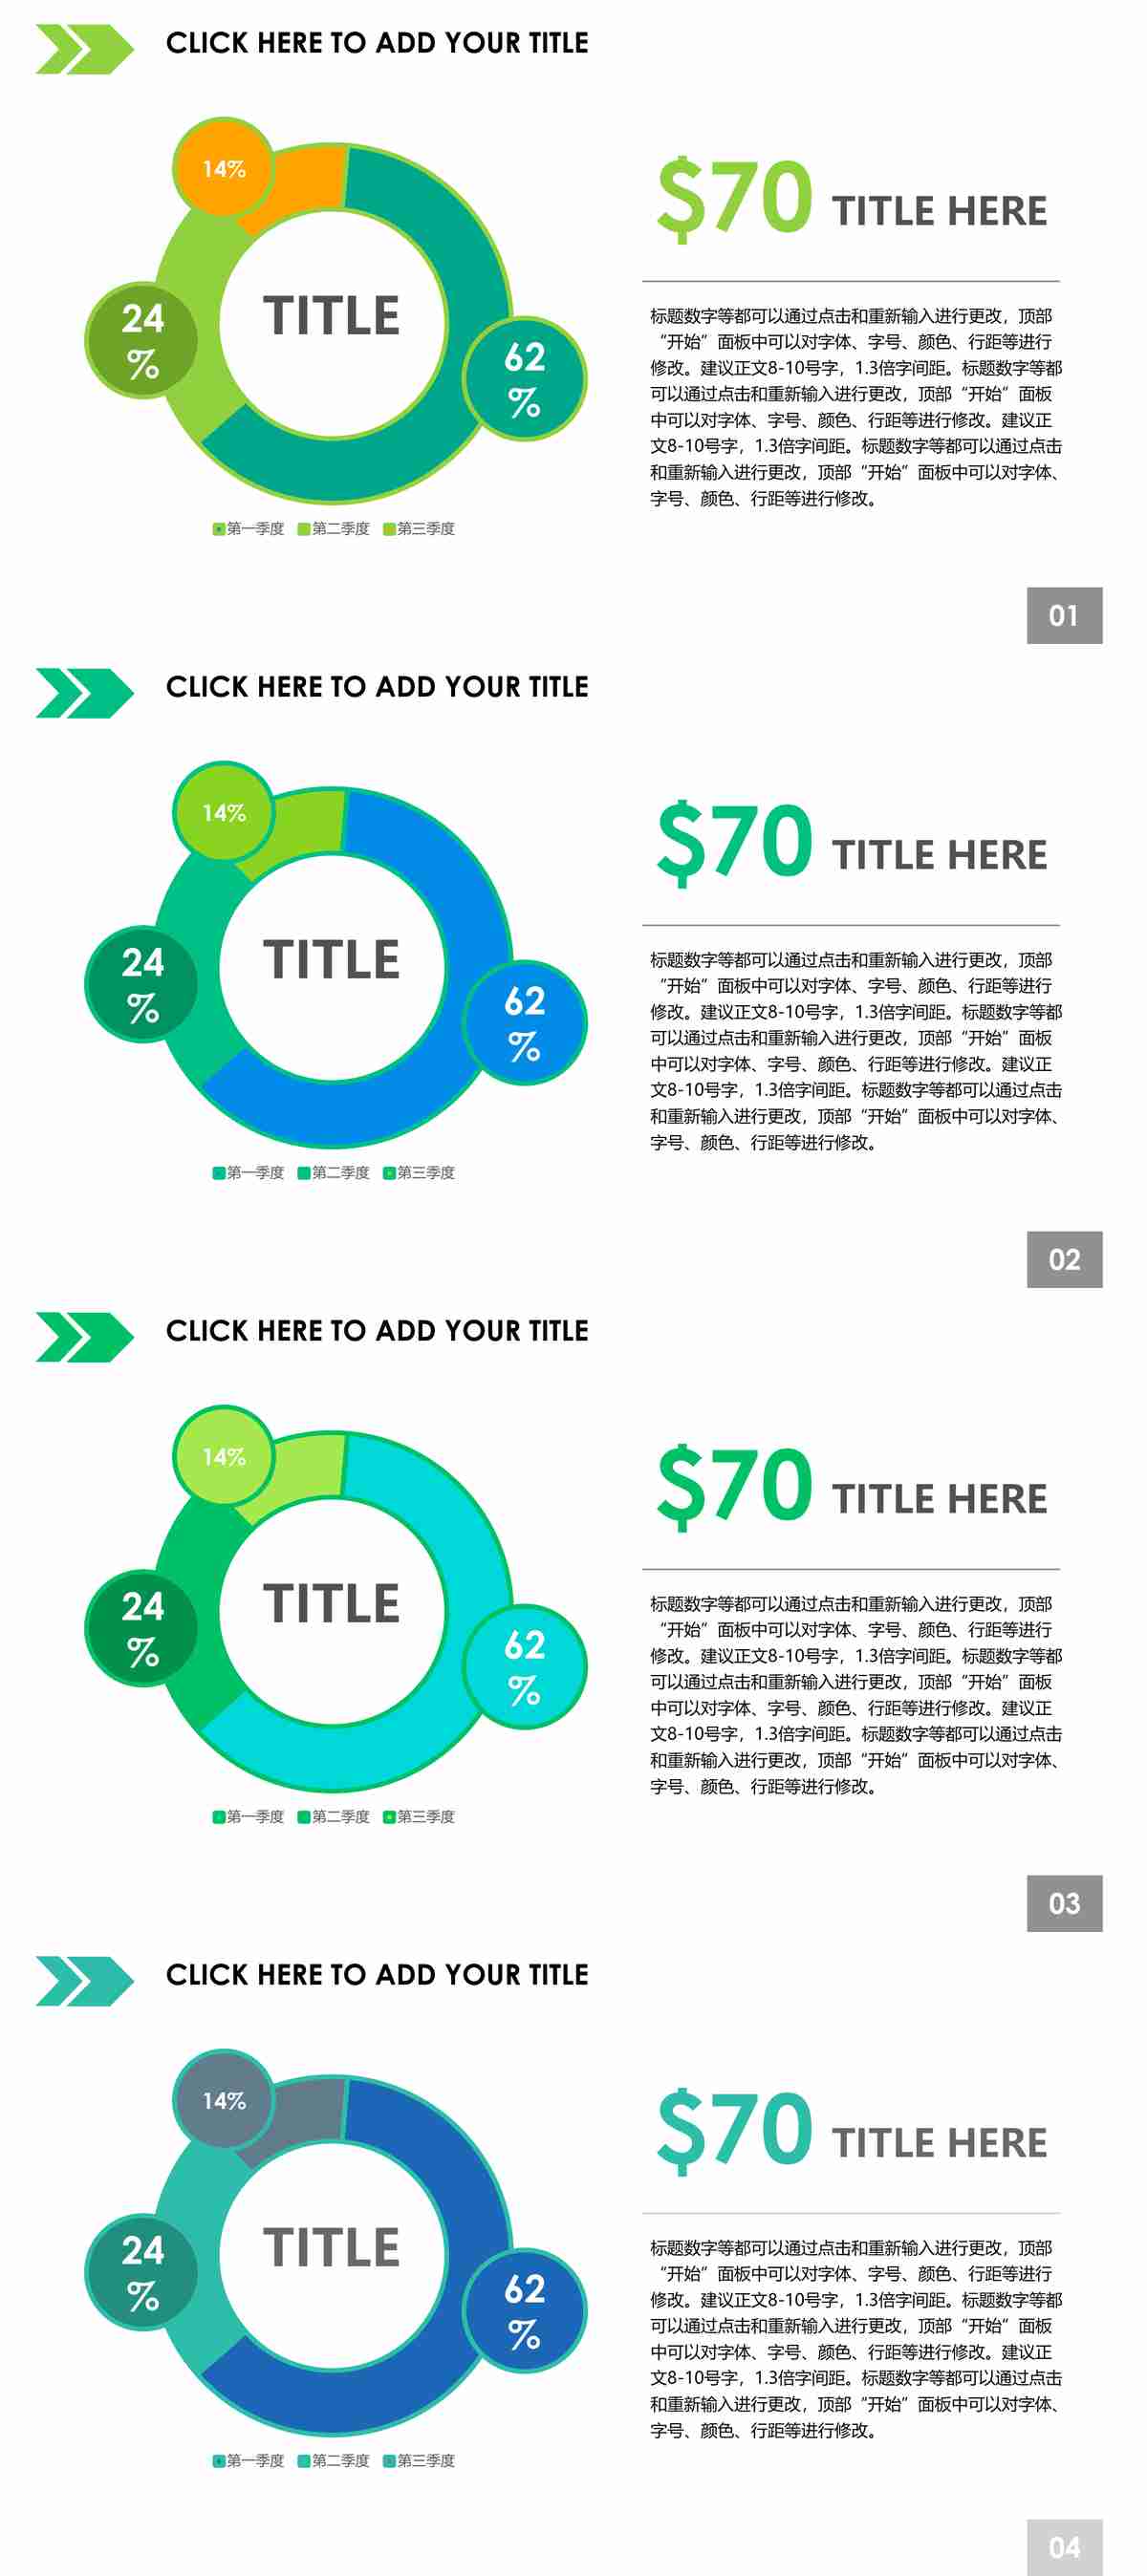 CLICK HERE TO ADD YOUR TITLE
14%
24
%
TITLE
62
%
第一季度 第二季度 第三季度
$70 TITLE HERE
标题数字等都可以通过点击和重新输入进行更改，顶部
“开始”面板中可以对字体、字号、颜色、行距等进行
修改。建议正文8-10号字，1.3倍字间距。标题数字等都
可以通过点击和重新输入进行更改，顶部“开始”面板
中可以对字体、字号、颜色、行距等进行修改。建议正
文8-10号字，1.3倍字间距。标题数字等都可以通过点击
和重新输入进行更改，顶部“开始”面板中可以对字体、
字号、颜色、行距等进行修改。
01
CLICK HERE TO ADD YOUR TITLE
14%
24
%
TITLE
62
%
第一季度 第二季度 第三季度
$70 TITLE HERE
标题数字等都可以通过点击和重新输入进行更改，顶部
“开始”面板中可以对字体、字号、颜色、行距等进行
修改。建议正文8-10号字，1.3倍字间距。标题数字等都
可以通过点击和重新输入进行更改，顶部“开始”面板
中可以对字体、字号、颜色、行距等进行修改。建议正
文8-10号字，1.3倍字间距。标题数字等都可以通过点击
和重新输入进行更改，顶部“开始”面板中可以对字体、
字号、颜色、行距等进行修改。
02
CLICK HERE TO ADD YOUR TITLE
14%
24
%
TITLE
62
%
第一季度 第二季度 第三季度
$70 TITLE HERE
标题数字等都可以通过点击和重新输入进行更改，顶部
“开始”面板中可以对字体、字号、颜色、行距等进行
修改。建议正文8-10号字，1.3倍字间距。标题数字等都
可以通过点击和重新输入进行更改，顶部“开始”面板
中可以对字体、字号、颜色、行距等进行修改。建议正
文8-10号字，1.3倍字间距。标题数字等都可以通过点击
和重新输入进行更改，顶部“开始”面板中可以对字体、
字号、颜色、行距等进行修改。
03
CLICK HERE TO ADD YOUR TITLE
14%
24
%
TITLE
62
%
第一季度 第二季度 第三季度
$70 TITLE HERE
标题数字等都可以通过点击和重新输入进行更改，顶部
“开始”面板中可以对字体、字号、颜色、行距等进行
修改。建议正文8-10号字，1.3倍字间距。标题数字等都
可以通过点击和重新输入进行更改，顶部“开始”面板
中可以对字体、字号、颜色、行距等进行修改。建议正
文8-10号字，1.3倍字间距。标题数字等都可以通过点击
和重新输入进行更改，顶部“开始”面板中可以对字体、
字号、颜色、行距等进行修改。
04